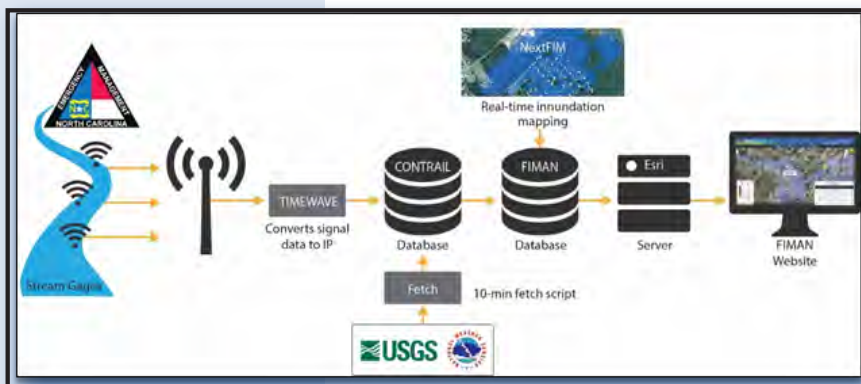 EMERGENCY
MANAGEMENT
NORTH CAROLINA
Stream Gages
TIMEWAVE
Converts signal
data to IP
CONTRAIL
Database
Fetch
10-min fetch script
USGS
NextFIM
Real-time innundation
mapping
FIMAN
Database
Esri
Server
FIMAN
Website